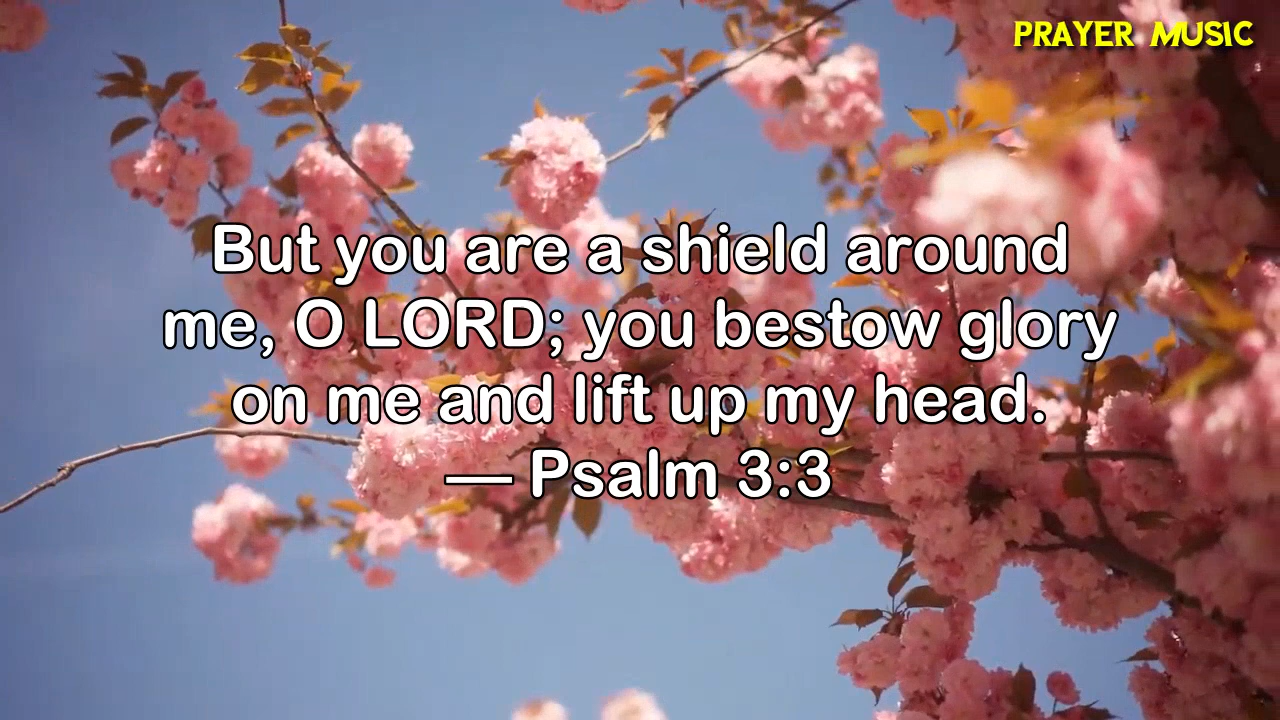 PRAYER MUSIC
But you are a shield around
me, O LORD; you bestow glory
on me and lift up my head.
— Psalm 3:3